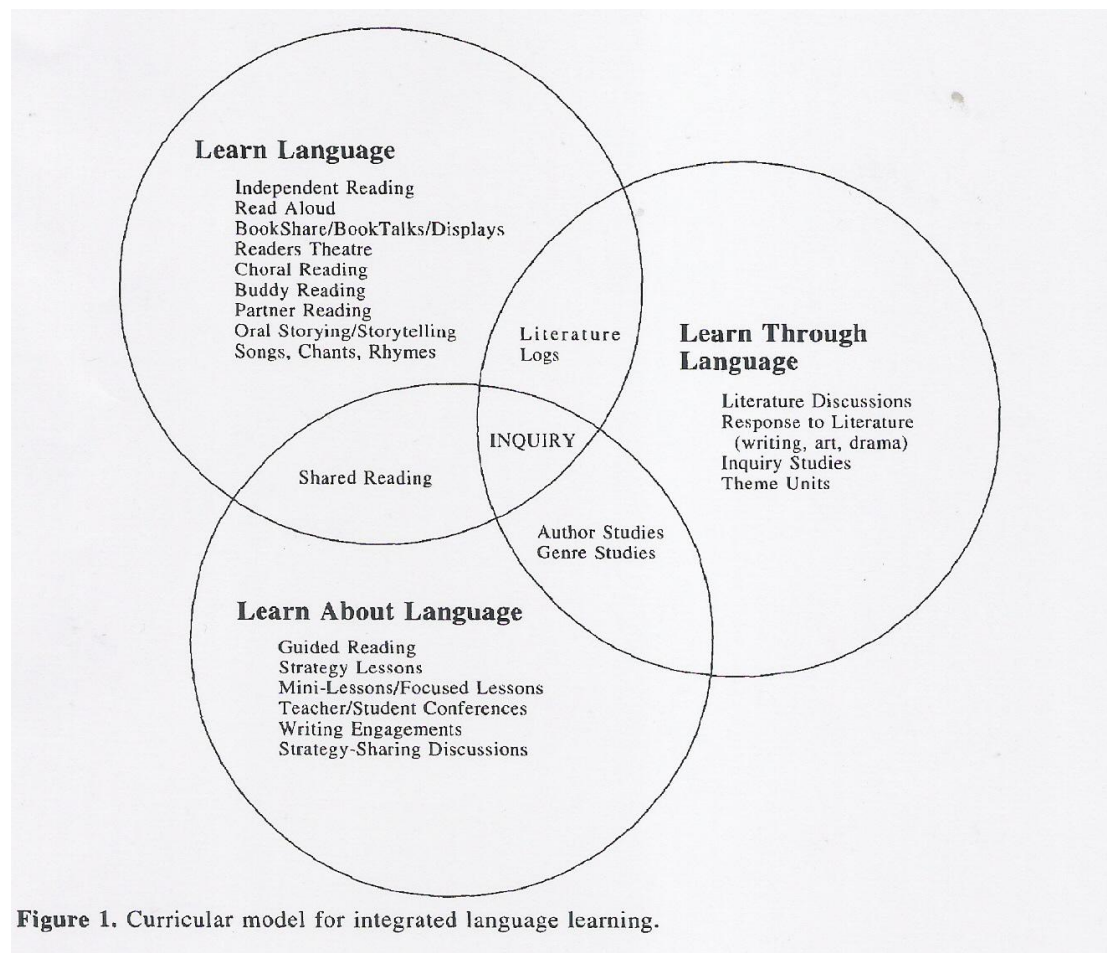 Learn Language
Independent Reading
Read Aloud
BookShare/BookTalks/Displays
Readers Theatre
Choral Reading
Buddy Reading
Partner Reading
Oral Storying/Storytelling
Songs, Chants, Rhymes
Literature
Logs
Learn Through
Language
Literature Discussions
Response to Literature
(writing, art, drama)
Inquiry Studies
Theme Units
INQUIRY
Shared Reading
Author Studies
Genre Studies
Learn About Language
Guided Reading
Strategy Lessons
Mini-Lessons/Focused Lessons
Teacher/Student Conferences
Writing Engagements
Strategy-Sharing Discussions
Figure 1. Curricular model for integrated language learning.